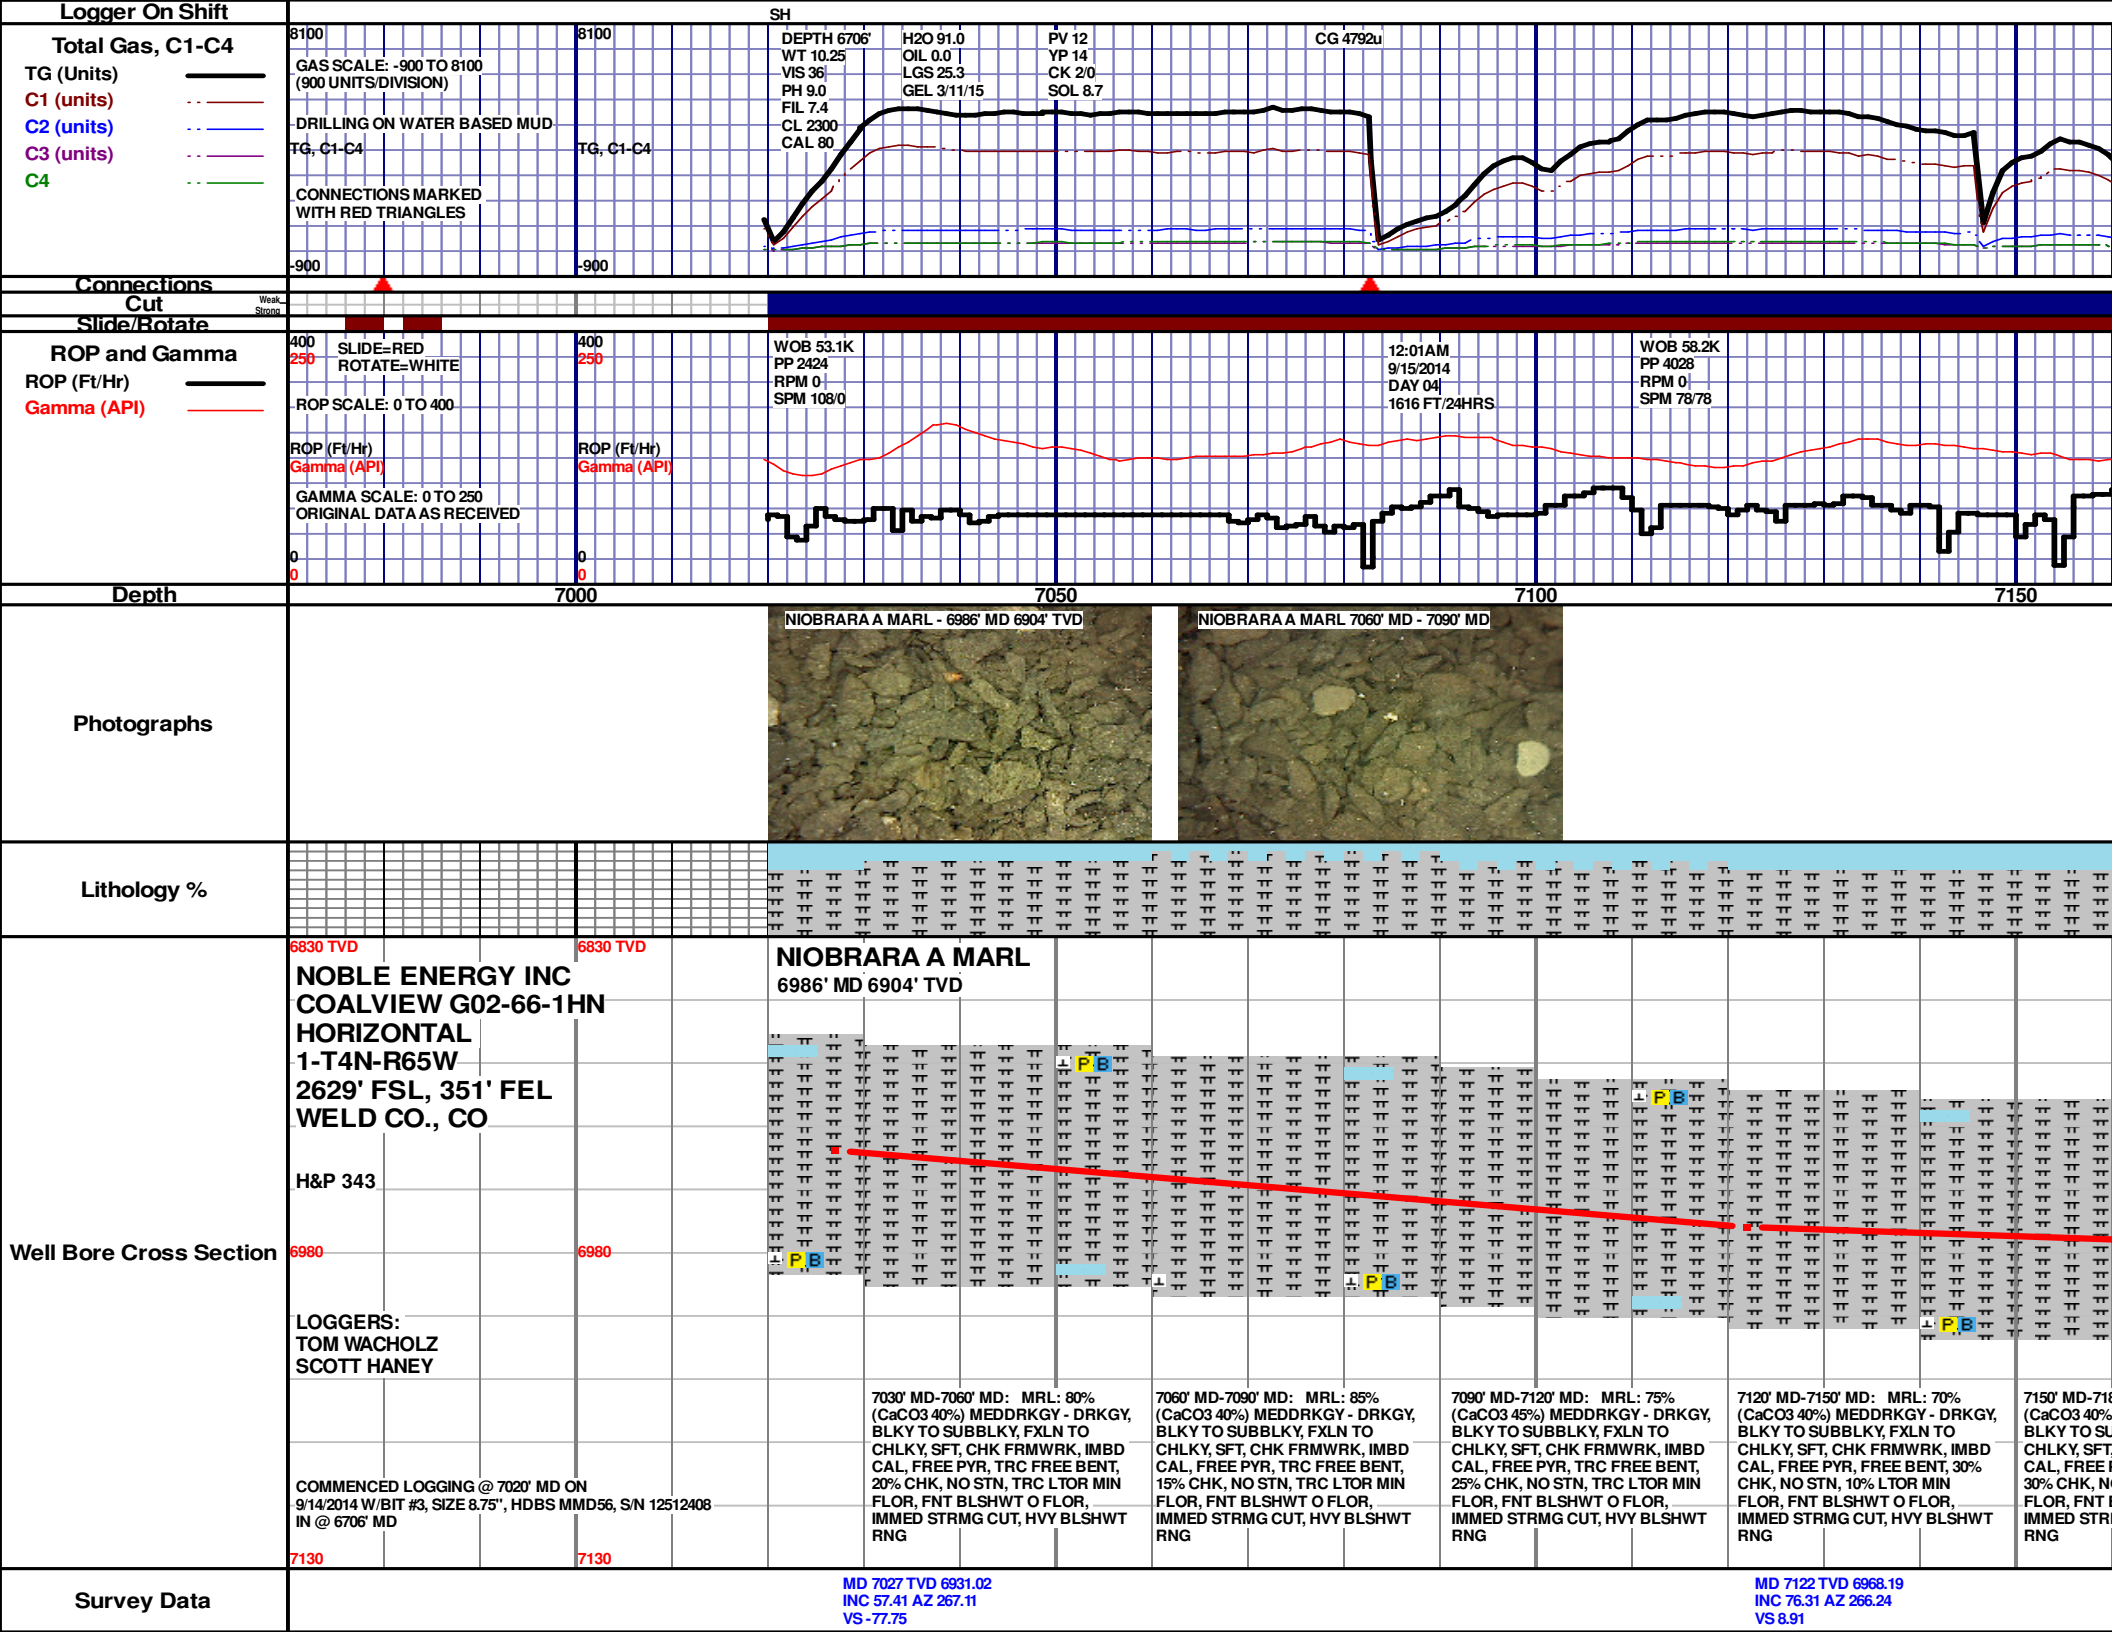 Logger On Shift
SH
Total Gas, C1-C4
TG (Units)
C1 (units)
C2 (units)
C3 (units)
C4
8100
GAS SCALE: -900 TO 8100
(900 UNITS/DIVISION)
DRILLING ON WATER BASED MUD
TG, C1-C4
CONNECTIONS MARKED
WITH RED TRIANGLES
-900
8100
TG, C1-C4
-900
DEPTH 6706'
WT 10.25
VIS 36
PH 9.0
FIL 7.4
CL 2300
CAL 80
H2O 91.0
OIL 0.0
LGS 25.3
GEL 3/11/15
PV 12
YP 14
CK 2/0
SOL 8.7
CG 4792u
Connections
Cut
Weak
Strong
Slide/Rotate
ROP and Gamma
ROP (Ft/Hr)
Gamma (API)
400
250
SLIDE=RED
ROTATE=WHITE
ROP SCALE: 0 TO 400
ROP (Ft/Hr)
Gamma (API)
GAMMA SCALE: 0 TO 250
ORIGINAL DATA AS RECEIVED
0
0
400
250
ROP (Ft/Hr)
Gamma (API)
0
0
WOB 53.1K
PP 2424
RPM 0
SPM 108/0
12:01AM
9/15/2014
DAY 04
1616 FT/24HRS
WOB 58.2K
PP 4028
RPM 0
SPM 78/78
Depth
7000
7050
7100
7150
Photographs
NIOBRARA A MARL - 6986' MD 6904' TVD
NIOBRARA A MARL 7060' MD - 7090' MD
Lithology %
Well Bore Cross Section
6830 TVD
6830 TVD
NOBLE ENERGY INC
COALVIEW G02-66-1HN
HORIZONTAL
1-T4N-R65W
2629' FSL, 351' FEL
WELD CO., CO
H&P 343
6980
6980
LOGGERS:
TOM WACHOLZ
SCOTT HANEY
COMMENCED LOGGING @ 7020' MD ON
9/14/2014 W/BIT #3, SIZE 8.75", HDBS MMD56, S/N 12512408
IN @ 6706' MD
7130
7130
NIOBRARA A MARL
6986' MD 6904' TVD
P B
P B
P B
P B
P B
7030' MD-7060' MD: MRL: 80%
(CaCO3 40%) MEDDRKGY - DRKGY,
BLKY TO SUBBLKY, FXLN TO
CHLKY, SFT, CHK FRMWRK, IMBD
CAL, FREE PYR, TRC FREE BENT,
20% CHK, NO STN, TRC LTOR MIN
FLOR, FNT BLSHWT O FLOR,
IMMED STRMG CUT, HVY BLSHWT
RNG
7060' MD-7090' MD: MRL: 85%
(CaCO3 40%) MEDDRKGY - DRKGY,
BLKY TO SUBBLKY, FXLN TO
CHLKY, SFT, CHK FRMWRK, IMBD
CAL, FREE PYR, TRC FREE BENT,
15% CHK, NO STN, TRC LTOR MIN
FLOR, FNT BLSHWT O FLOR,
IMMED STRMG CUT, HVY BLSHWT
RNG
7090' MD-7120' MD: MRL: 75%
(CaCO3 45%) MEDDRKGY - DRKGY,
BLKY TO SUBBLKY, FXLN TO
CHLKY, SFT, CHK FRMWRK, IMBD
CAL, FREE PYR, TRC FREE BENT,
25% CHK, NO STN, TRC LTOR MIN
FLOR, FNT BLSHWT O FLOR,
IMMED STRMG CUT, HVY BLSHWT
RNG
7120' MD-7150' MD: MRL: 70%
(CaCO3 40%) MEDDRKGY - DRKGY,
BLKY TO SUBBLKY, FXLN TO
CHLKY, SFT, CHK FRMWRK, IMBD
CAL, FREE PYR, FREE BENT, 30%
CHK, NO STN, 10% LTOR MIN
FLOR, FNT BLSHWT O FLOR,
IMMED STRMG CUT, HVY BLSHWT
RNG
7150' MD-718
(CaCO3 40%
BLKY TO SU
CHLKY, SFT,
CAL, FREE
30% CHK, N
FLOR, FNT
IMMED STR
RNG
Survey Data
MD 7027 TVD 6931.02
INC 57.41 AZ 267.11
VS -77.75
MD 7122 TVD 6968.19
INC 76.31 AZ 266.24
VS 8.91